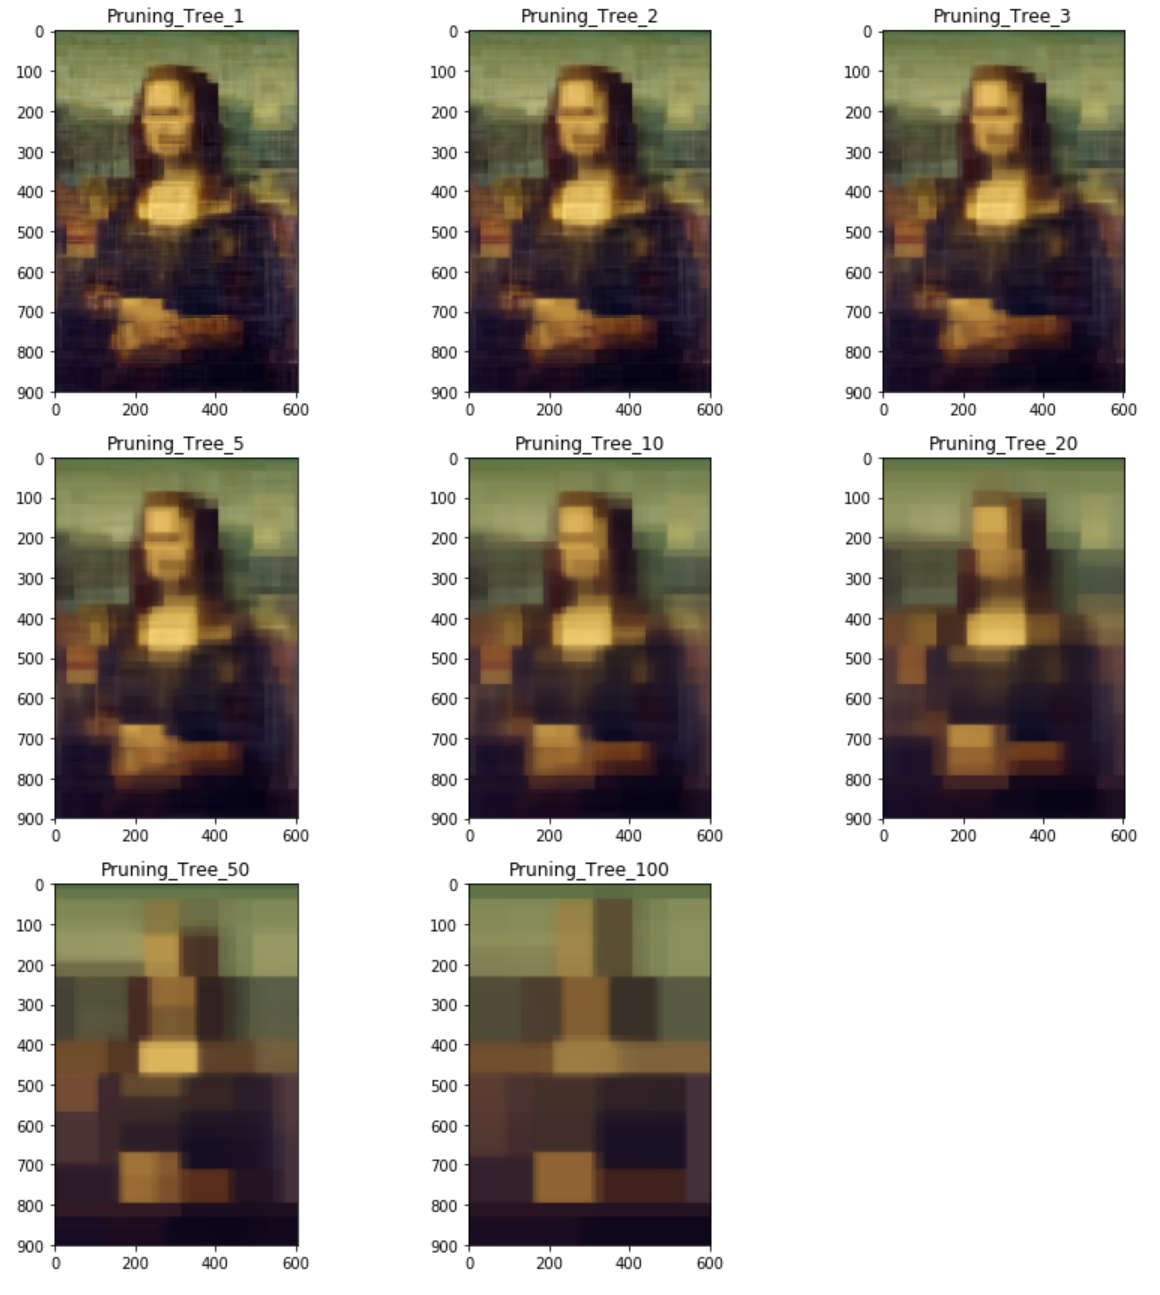 Pruning_Tree_1 Pruning_Tree_2 Pruning_Tree_3
0 0 0
100 100 100
200 200 200
300 300 300
400 400 400
500 500 500
600 600 600
700 700 700
800 800 800
900 900 900
0 200 400 600 0 200 400 600 0 200 400 600
Pruning_Tree_5 Pruning_Tree_10 Pruning_Tree_20
0 0 0
100 100 100
200 200 200
300 300 300
400 400 400
500 500 500
600 600 600
700 700 700
800 800 800
900 900 900
0 200 400 600 0 200 400 600 0 200 400 600
Pruning_Tree_50 Pruning_Tree_100
0 0
100 100
200 200
300 300
400 400
500 500
600 600
700 700
800 800
900 900
0 200 400 600 0 200 400 600